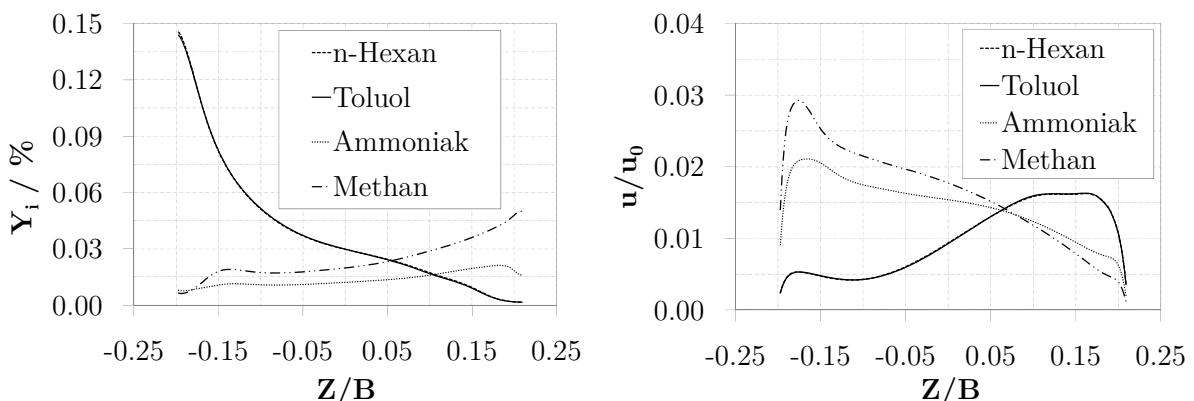 0.15
0.12
0.09
0.06
0.03
0.00
Y_i / %
n-Hexan
Toluol
Ammoniak
Methan
-0.25 -0.15 -0.05 0.05 0.15 0.25
Z/B
0.04
0.03
0.02
0.01
0.00
u/u_0
n-Hexan
Toluol
Ammoniak
Methan
-0.25 -0.15 -0.05 0.05 0.15 0.25
Z/B